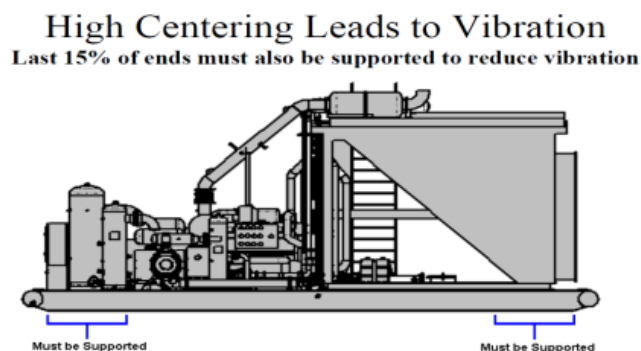 High Centering Leads to Vibration
Last 15% of ends must also be supported to reduce vibration
Must be Supported
Must be Supported